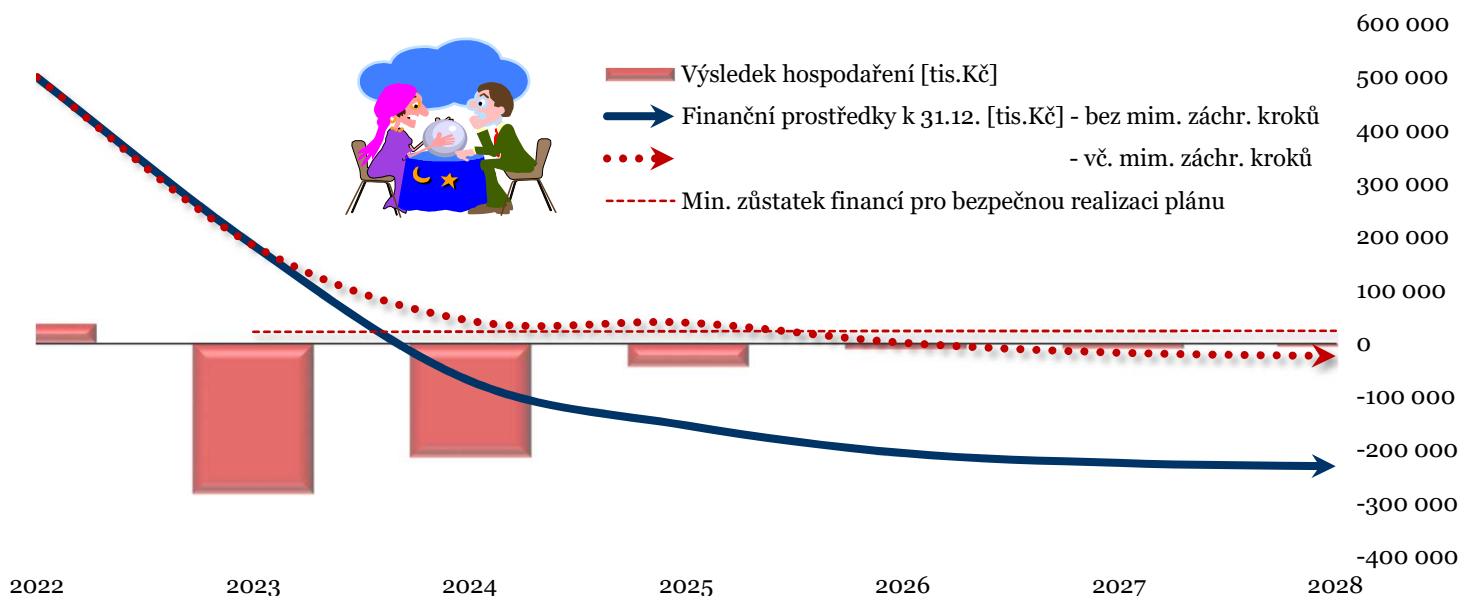 600 000
500 000
400 000
300 000
200 000
100 000
0
-100 000
-200 000
-300 000
-400 000
Výsledek hospodaření [tis.Kč]
Finanční prostředky k 31.12. [tis.Kč] - bez mim. záchr. kroků
- vč. mim. záchr. kroků
Min. zůstatek financí pro bezpečnou realizaci plánu
2022 2023 2024 2025 2026 2027 2028